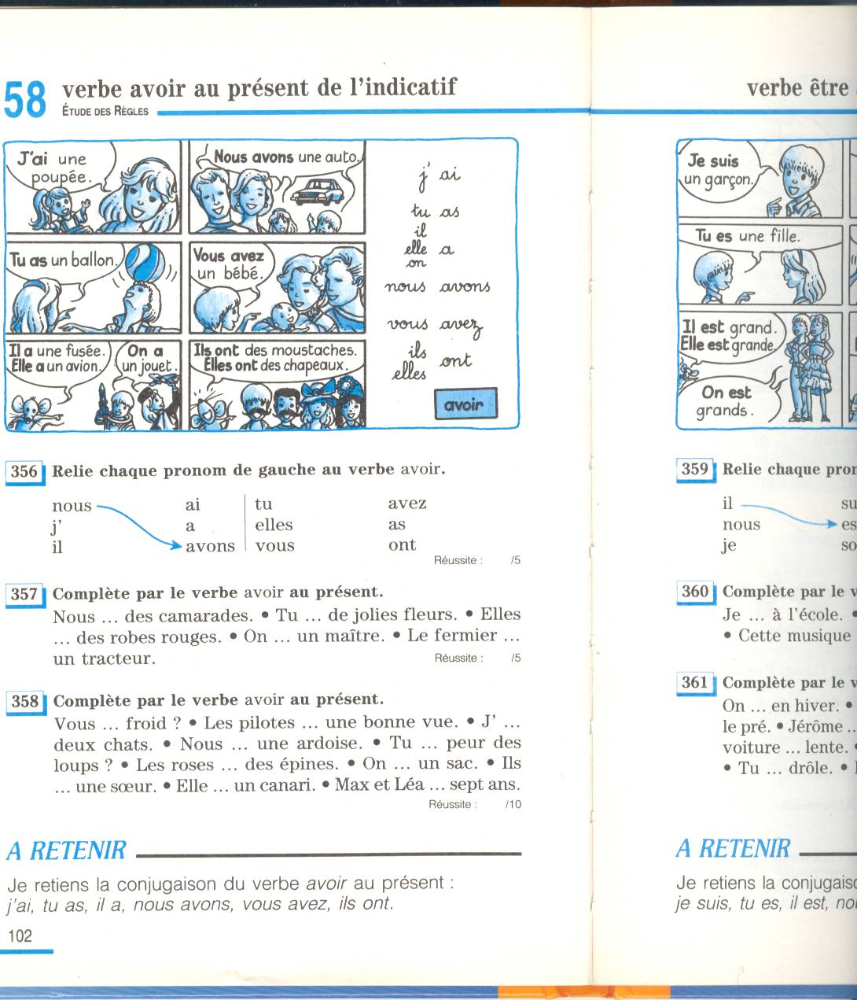 58 verbe avoir au présent de l'indicatif
ÉTUDE DES RÈGLES
J'ai une
poupée.
Nous avons une auto.
Tu as un ballon.
Vous avez
un bébé.
Il a une fusée.
Elle a un avion.
On a
un jouet.
Ils ont des moustaches.
Elles ont des chapeaux.
j' ai
tu as
il
elle a
on
nous avons
vous avez
ils
elles ont
avoir
356 Relie chaque pronom de gauche au verbe avoir.
nous ai tu avez
j' a elles as
il avons vous ont
Réussite : /5
357 Complète par le verbe avoir au présent.
Nous ... des camarades. • Tu ... de jolies fleurs. • Elles
... des robes rouges. • On ... un maître. • Le fermier ...
un tracteur.
Réussite : /5
358 Complète par le verbe avoir au présent.
Vous ... froid ? • Les pilotes ... une bonne vue. • J' ...
deux chats. • Nous ... une ardoise. • Tu ... peur des
loups ? • Les roses ... des épines. • On ... un sac. • Ils
... une sœur. • Elle ... un canari. • Max et Léa ... sept ans.
Réussite : /10
A RETENIR
Je retiens la conjugaison du verbe avoir au présent :
j'ai, tu as, il a, nous avons, vous avez, ils ont.
102
verbe être
Je suis
un garçon.
Tu es une fille.
Il est grand.
Elle est grande.
On est
grands.
359 Relie chaque pror
il su
nous es
je so
360 Complète par le v
Je ... à l'école. •
• Cette musique
361 Complète par le v
On ... en hiver. •
le pré. • Jérôme ..
voiture ... lente. •
• Tu ... drôle. •
A RETENIR
Je retiens la conjugaiso
je suis, tu es, il est, no